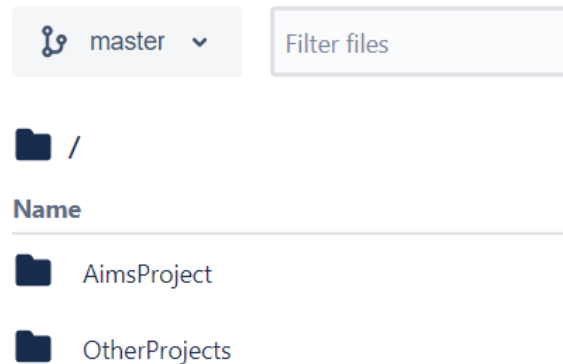 master
Filter files
/
Name
AimsProject
OtherProjects